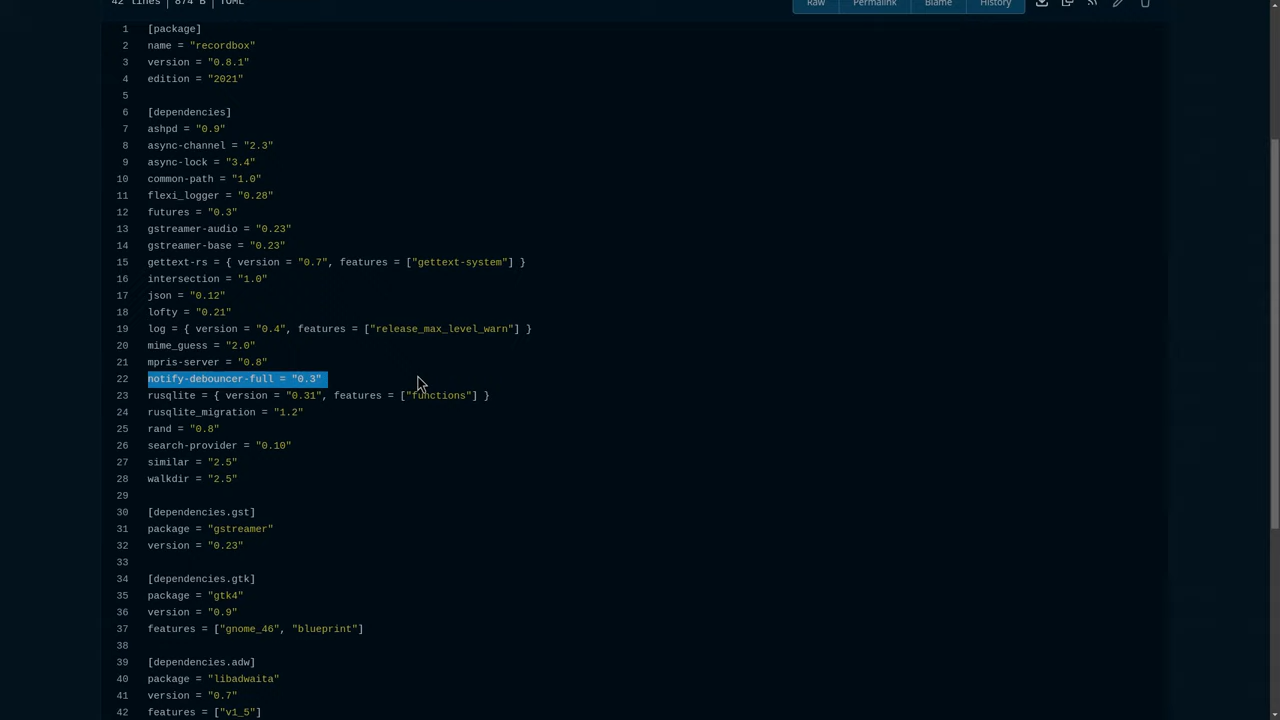 42 lines | 874 B | TOML
Raw Permalink Blame History
1 [package]
2 name = "recordbox"
3 version = "0.8.1"
4 edition = "2021"
5
6 [dependencies]
7 ashpd = "0.9"
8 async-channel = "2.3"
9 async-lock = "3.4"
10 common-path = "1.0"
11 flexi_logger = "0.28"
12 futures = "0.3"
13 gstreamer-audio = "0.23"
14 gstreamer-base = "0.23"
15 gettext-rs = { version = "0.7", features = ["gettext-system"] }
16 intersection = "1.0"
17 json = "0.12"
18 lofty = "0.21"
19 log = { version = "0.4", features = ["release_max_level_warn"] }
20 mime_guess = "2.0"
21 mpris-server = "0.8"
22 notify-debouncer-full = "0.3"
23 rusqlite = { version = "0.31", features = ["functions"] }
24 rusqlite_migration = "1.2"
25 rand = "0.8"
26 search-provider = "0.10"
27 similar = "2.5"
28 walkdir = "2.5"
29
30 [dependencies.gst]
31 package = "gstreamer"
32 version = "0.23"
33
34 [dependencies.gtk]
35 package = "gtk4"
36 version = "0.9"
37 features = ["gnome_46", "blueprint"]
38
39 [dependencies.adw]
40 package = "libadwaita"
41 version = "0.7"
42 features = ["v1_5"]